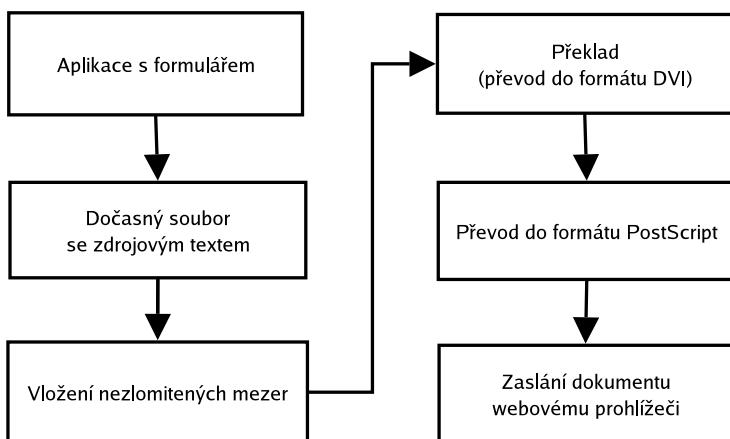 Aplikace s formulářem
Dočasný soubor
se zdrojovým textem
Vložení nezlomitených mezer
Překlad
(převod do formátu DVI)
Převod do formátu PostScript
Zaslání dokumentu
webovému prohlížeči